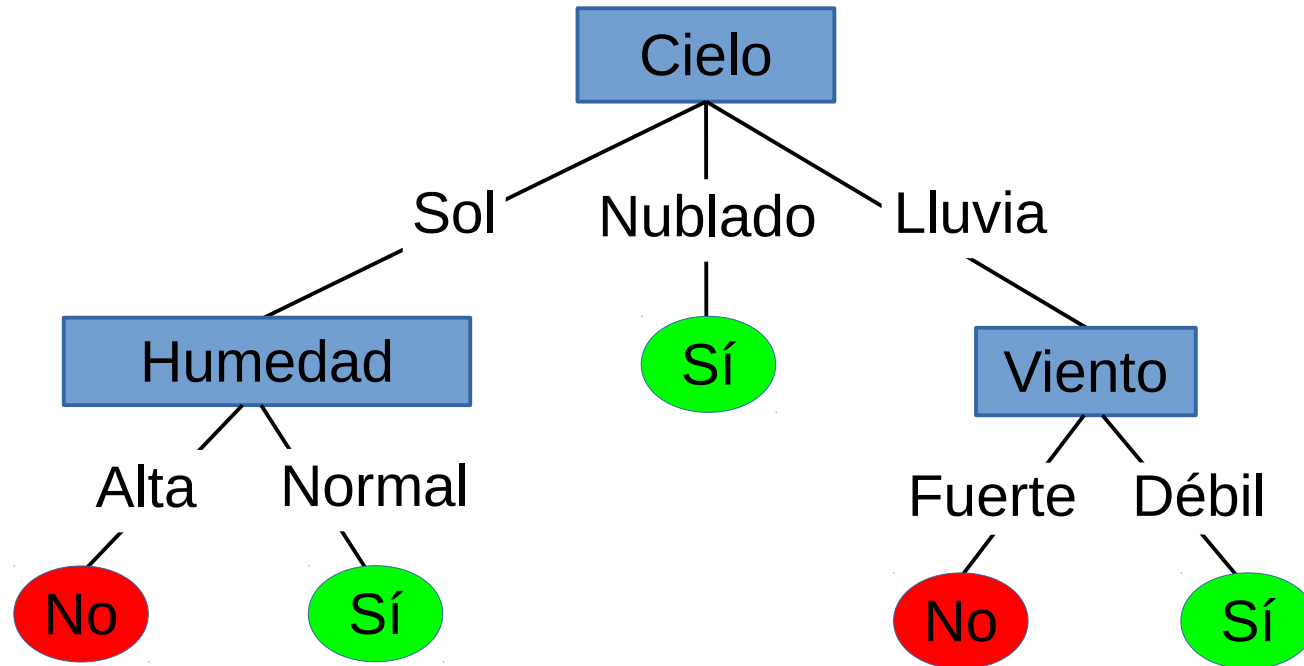 Cielo
Sol
Nublado
Lluvia
Humedad
Sí
Viento
Alta
Normal
Fuerte
Débil
No
Sí
No
Sí